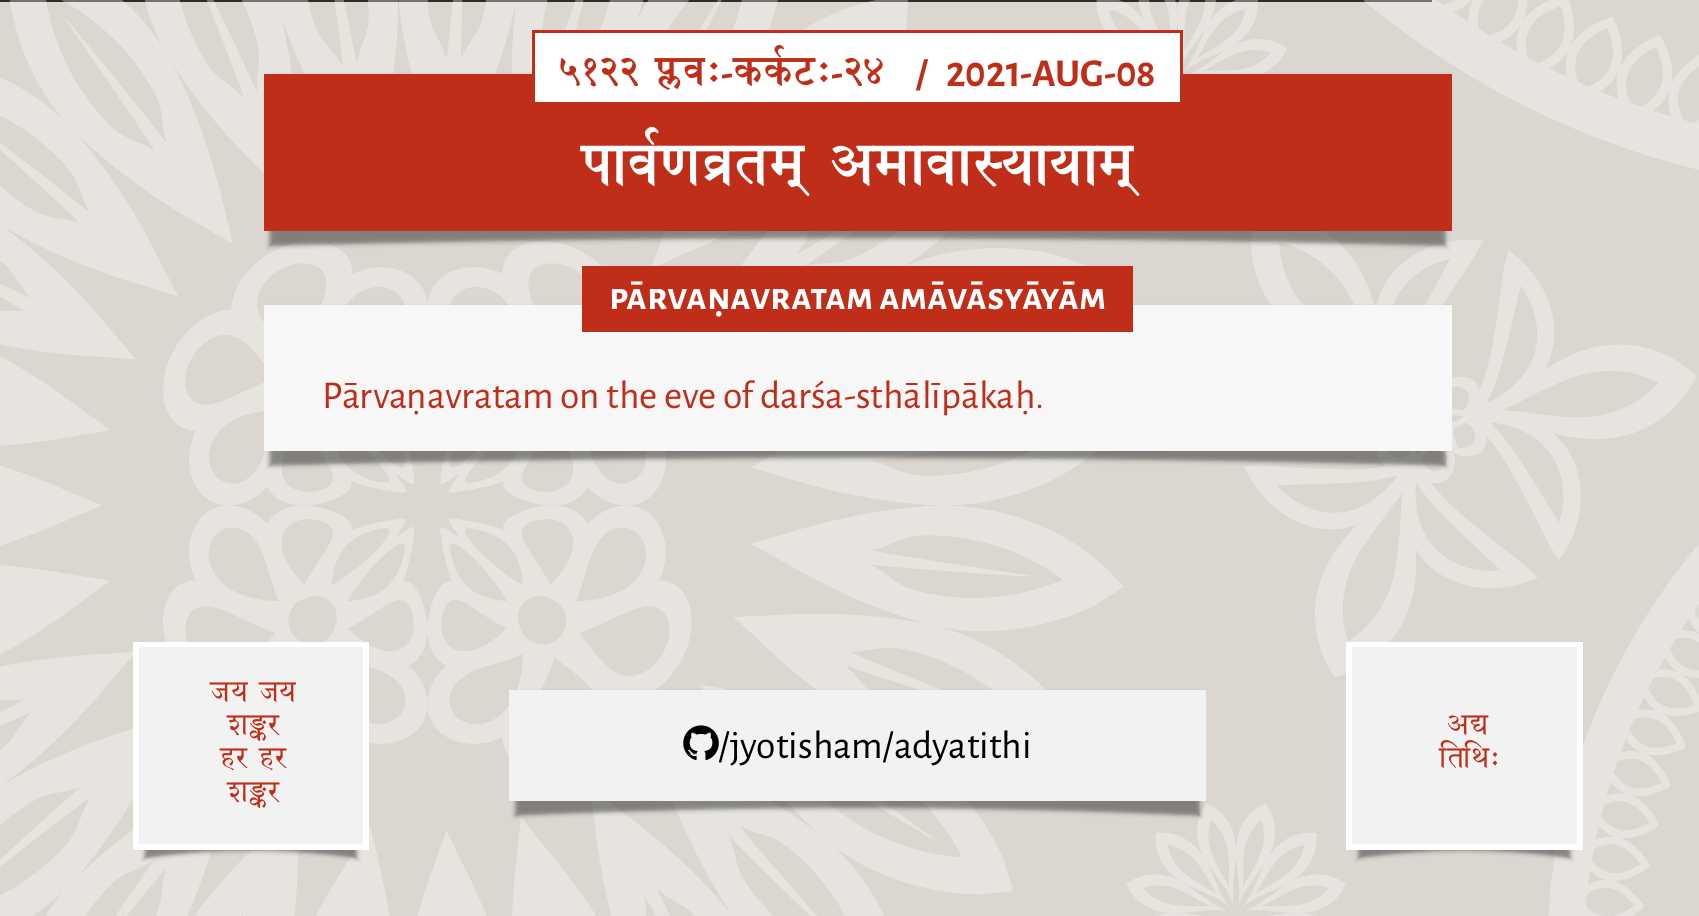 ५१२२ प्लवः-कर्कटः-२४ / 2021-AUG-08
पार्वणव्रतम् अमावास्यायाम्
PĀRVAṆAVRATAM AMĀVĀSYĀYĀM
Pārvaṇavratam on the eve of darśa-sthālīpākaḥ.
जय जय
शङ्कर
हर हर
शङ्कर
/jyotisham/adyatithi
अद्य
तिथिः